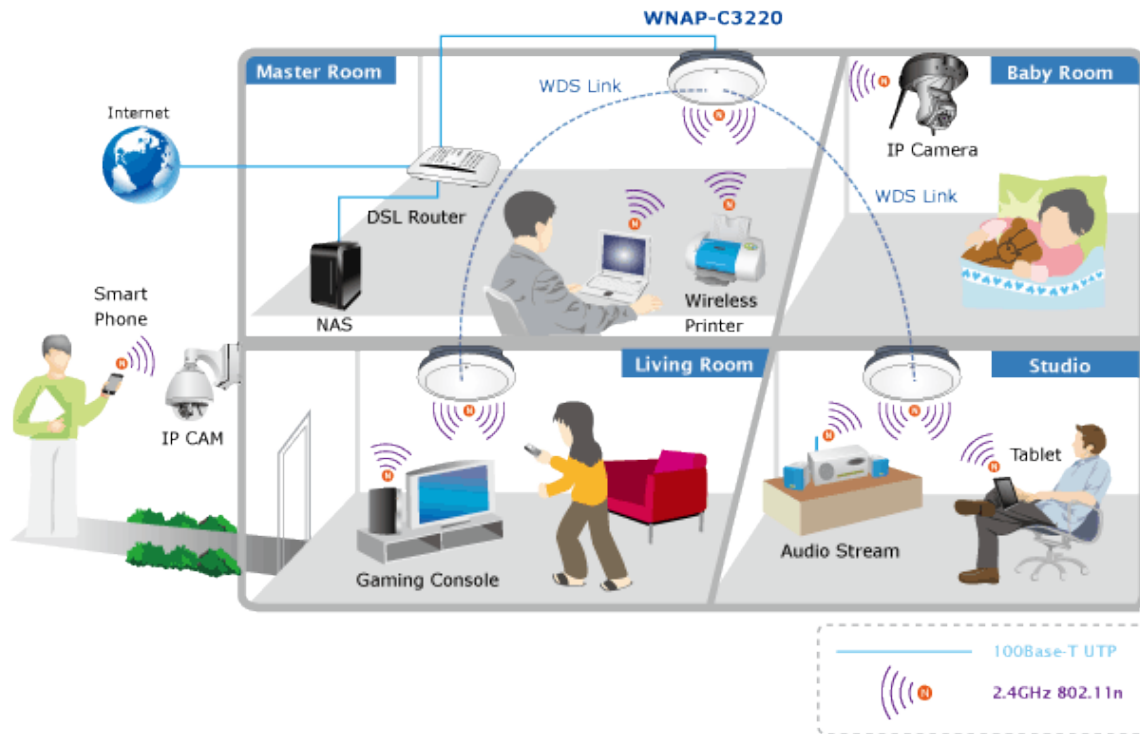 WNAP-C3220
Master Room
WDS Link
Baby Room
Internet
IP Camera
WDS Link
DSL Router
Smart
Phone
NAS
Wireless
Printer
Living Room
Studio
IP CAM
Tablet
Audio Stream
Gaming Console
100Base-T UTP
2.4GHz 802.11n
N
N
N
N
N
N
N
N
N
N
N